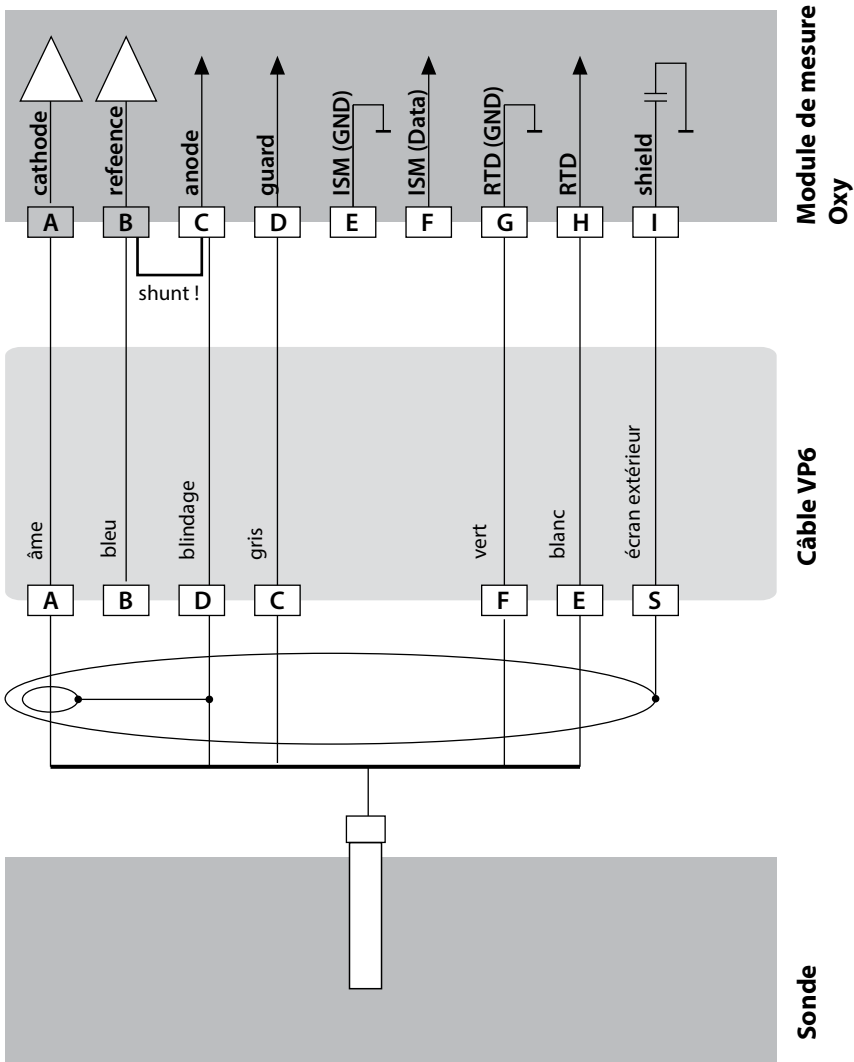 cathode
refeence
anode
guard
ISM (GND)
ISM (Data)
RTD (GND)
RTD
shield
Module de mesure
Oxy
A
B
C
D
E
F
G
H
I
shunt !
Câble VP6
âme
bleu
blindage
gris
vert
blanc
écran extérieur
A
B
D
C
F
E
S
Sonde